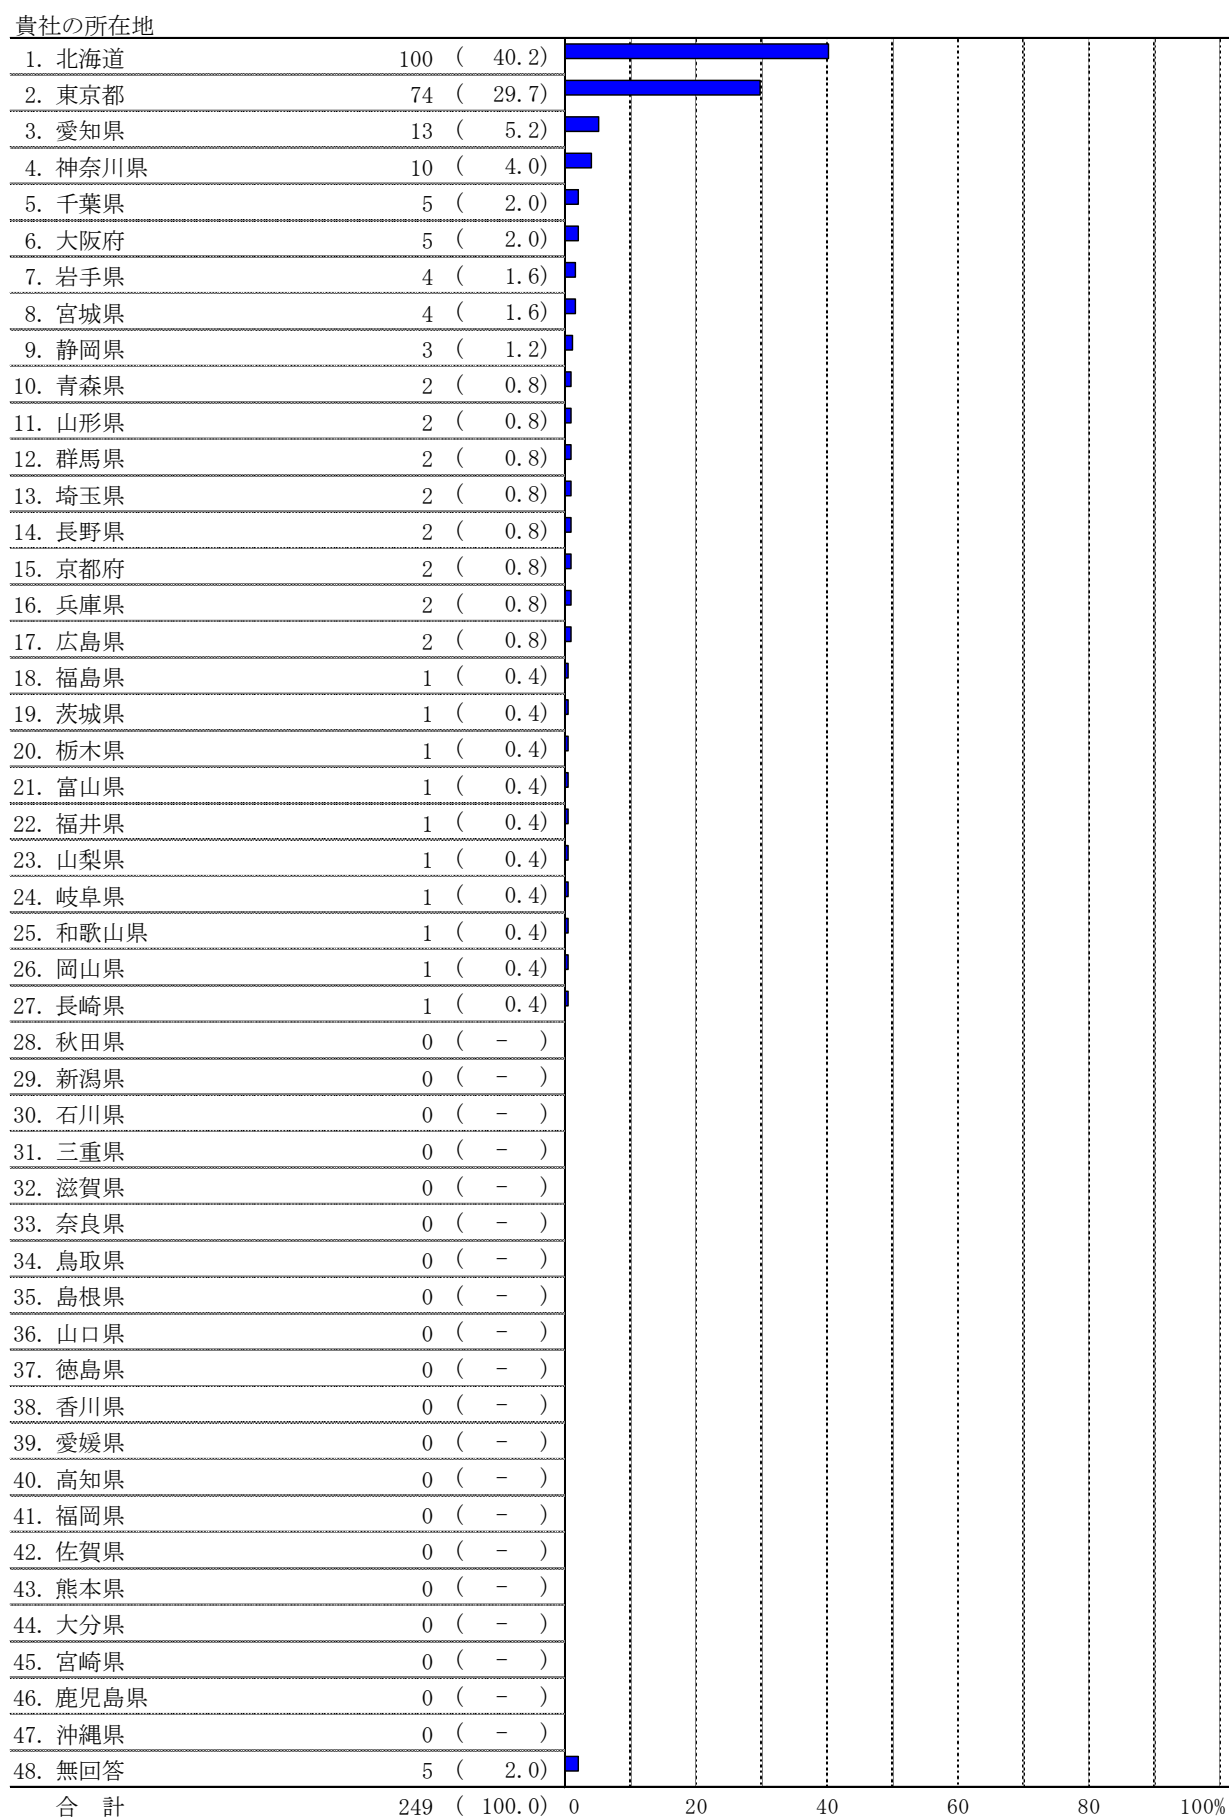 貴社の所在地
1. 北海道 100 ( 40.2)
2. 東京都 74 ( 29.7)
3. 愛知県 13 ( 5.2)
4. 神奈川県 10 ( 4.0)
5. 千葉県 5 ( 2.0)
6. 大阪府 5 ( 2.0)
7. 岩手県 4 ( 1.6)
8. 宮城県 4 ( 1.6)
9. 静岡県 3 ( 1.2)
10. 青森県 2 ( 0.8)
11. 山形県 2 ( 0.8)
12. 群馬県 2 ( 0.8)
13. 埼玉県 2 ( 0.8)
14. 長野県 2 ( 0.8)
15. 京都府 2 ( 0.8)
16. 兵庫県 2 ( 0.8)
17. 広島県 2 ( 0.8)
18. 福島県 1 ( 0.4)
19. 茨城県 1 ( 0.4)
20. 栃木県 1 ( 0.4)
21. 富山県 1 ( 0.4)
22. 福井県 1 ( 0.4)
23. 山梨県 1 ( 0.4)
24. 岐阜県 1 ( 0.4)
25. 和歌山県 1 ( 0.4)
26. 岡山県 1 ( 0.4)
27. 長崎県 1 ( 0.4)
28. 秋田県 0 ( - )
29. 新潟県 0 ( - )
30. 石川県 0 ( - )
31. 三重県 0 ( - )
32. 滋賀県 0 ( - )
33. 奈良県 0 ( - )
34. 鳥取県 0 ( - )
35. 島根県 0 ( - )
36. 山口県 0 ( - )
37. 徳島県 0 ( - )
38. 香川県 0 ( - )
39. 愛媛県 0 ( - )
40. 高知県 0 ( - )
41. 福岡県 0 ( - )
42. 佐賀県 0 ( - )
43. 熊本県 0 ( - )
44. 大分県 0 ( - )
45. 宮崎県 0 ( - )
46. 鹿児島県 0 ( - )
47. 沖縄県 0 ( - )
48. 無回答 5 ( 2.0)
合 計 249 ( 100.0) 0 20 40 60 80 100%